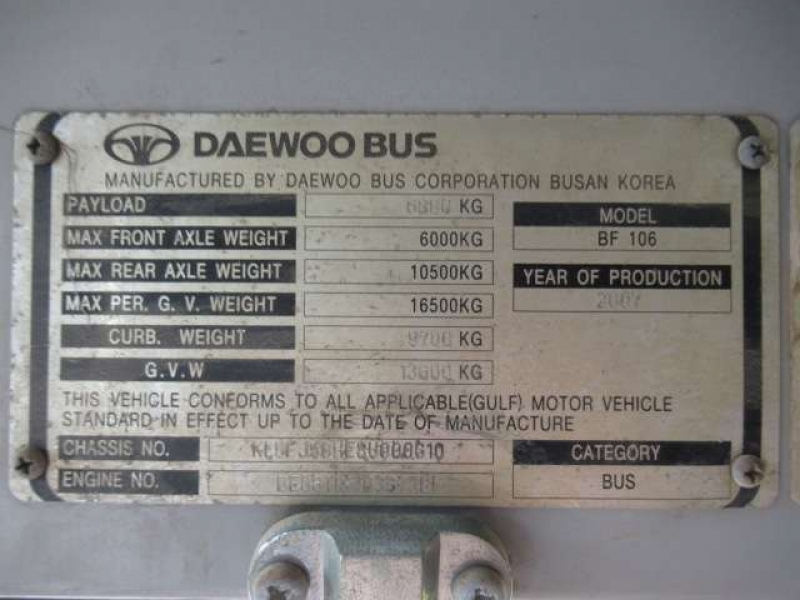 DAEWOO BUS
MANUFACTURED BY DAEWOO BUS CORPORATION BUSAN KOREA
PAYLOAD KG
MAX FRONT AXLE WEIGHT 6000KG
MAX REAR AXLE WEIGHT 10500KG
MAX PER. G. V. WEIGHT 16500KG
CURB. WEIGHT 9700 KG
G.V.W KG
MODEL
BF 106
YEAR OF PRODUCTION
2007
THIS VEHICLE CONFORMS TO ALL APPLICABLE(GULF) MOTOR VEHICLE
STANDARD IN EFFECT UP TO THE DATE OF MANUFACTURE
CHASSIS NO.
ENGINE NO.
CATEGORY
BUS